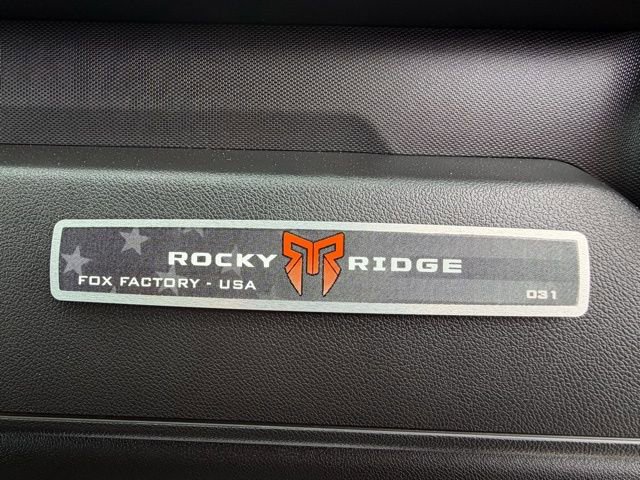 ROCKY RIDGE
FOX FACTORY - USA
031